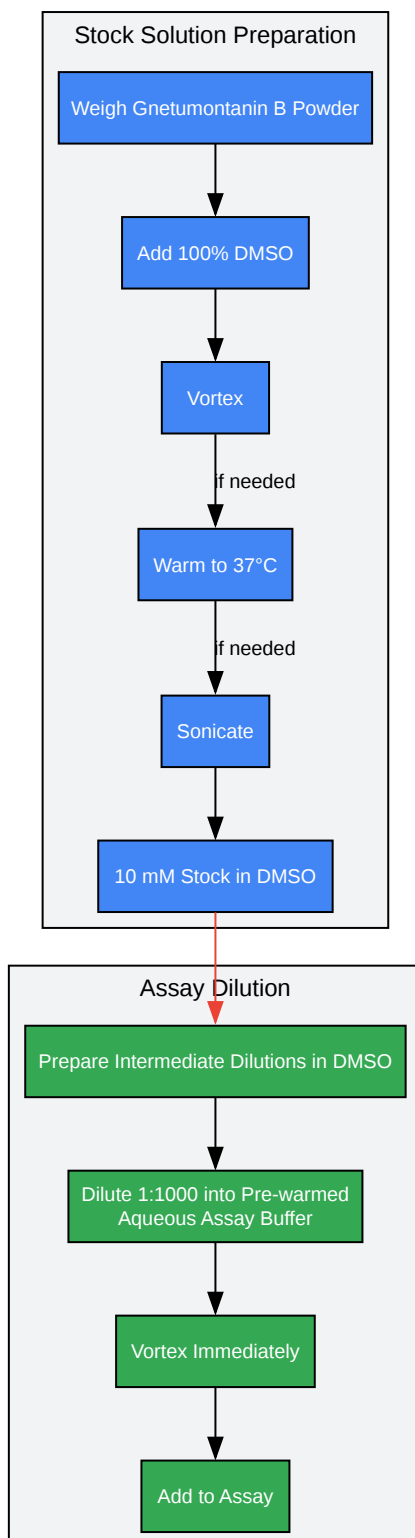 Stock Solution Preparation
Weigh Gnetumontanin B Powder
Add 100% DMSO
Vortex
if needed
Warm to 37°C
if needed
Sonicate
10 mM Stock in DMSO
Assay Dilution
Prepare Intermediate Dilutions in DMSO
Dilute 1:1000 into Pre-warmed
Aqueous Assay Buffer
Vortex Immediately
Add to Assay